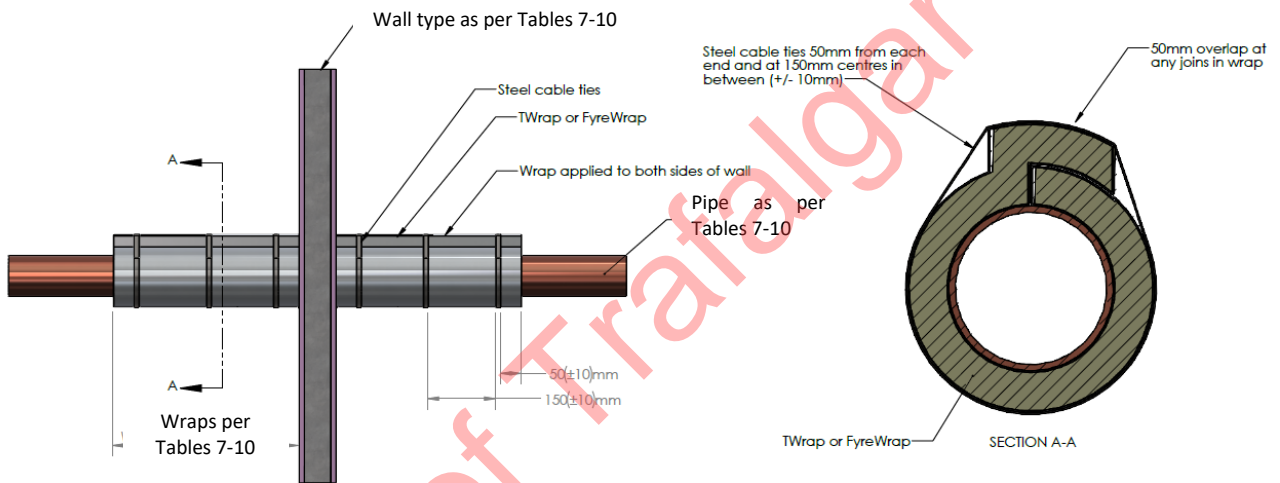 Wall type as per Tables 7-10
Steel cable ties
TWrap or FyreWrap
Wrap applied to both sides of wall
Pipe as per
Tables 7-10
A
A
50(±10)mm
150(±10)mm
Wraps per
Tables 7-10
Steel cable ties 50mm from each
end and at 150mm centres in
between (+/- 10mm)
50mm overlap at
any joins in wrap
TWrap or FyreWrap
SECTION A-A
of Trafalgar